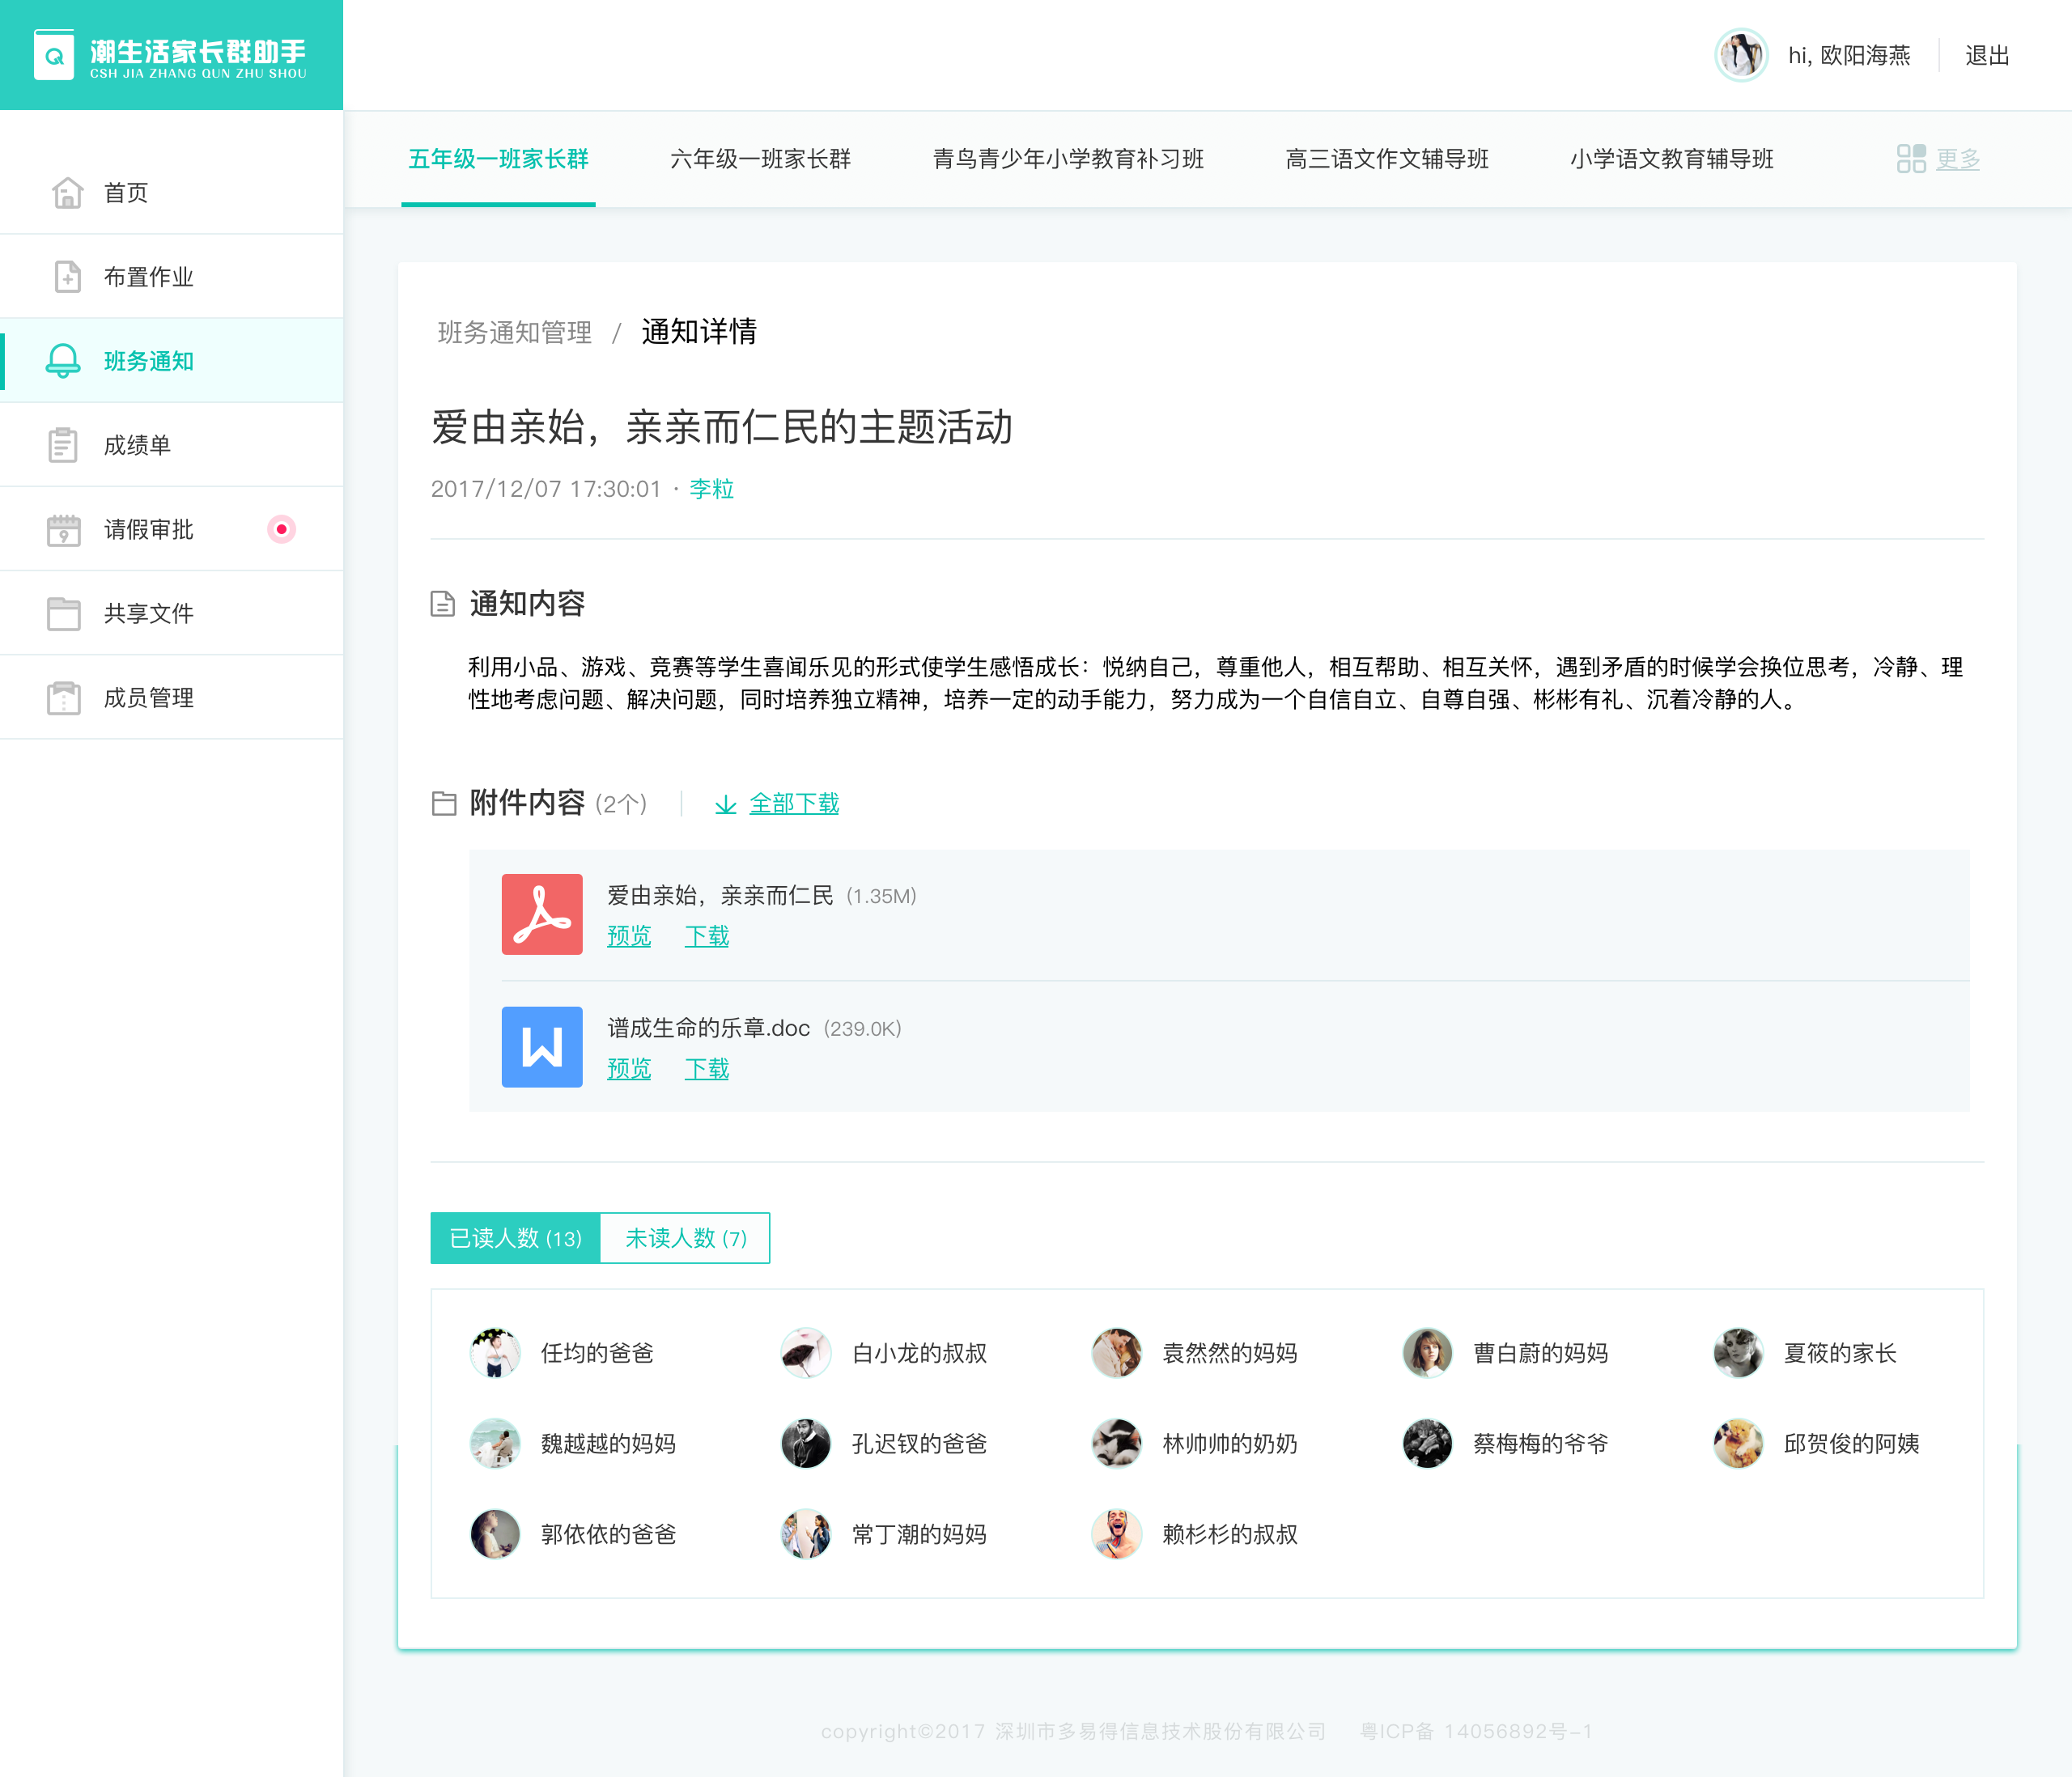 潮生活家长群助手
CSH JIA ZHANG QUN ZHU SHOU
hi, 欧阳海燕
退出
五年级一班家长群
六年级一班家长群
青鸟青少年小学教育补习班
高三语文作文辅导班
小学语文教育辅导班
更多
首页
布置作业
班务通知
成绩单
请假审批
共享文件
成员管理
班务通知管理 / 通知详情
爱由亲始，亲亲而仁民的主题活动
2017/12/07 17:30:01 · 李粒
通知内容
利用小品、游戏、竞赛等学生喜闻乐见的形式使学生感悟成长：悦纳自己，尊重他人，相互帮助、相互关怀，遇到矛盾的时候学会换位思考，冷静、理
性地考虑问题、解决问题，同时培养独立精神，培养一定的动手能力，努力成为一个自信自立、自尊自强、彬彬有礼、沉着冷静的人。
附件内容 (2个)
全部下载
爱由亲始，亲亲而仁民 (1.35M)
预览 下载
谱成生命的乐章.doc (239.0K)
预览 下载
已读人数 (13)
未读人数 (7)
任均的爸爸
白小龙的叔叔
袁然然的妈妈
曹白蔚的妈妈
夏筱的家长
魏越越的妈妈
孔迟钗的爸爸
林帅帅的奶奶
蔡梅梅的爷爷
邱贺俊的阿姨
郭依依的爸爸
常丁潮的妈妈
赖杉杉的叔叔
copyright©2017 深圳市多易得信息技术股份有限公司 粤ICP备 14056892号-1